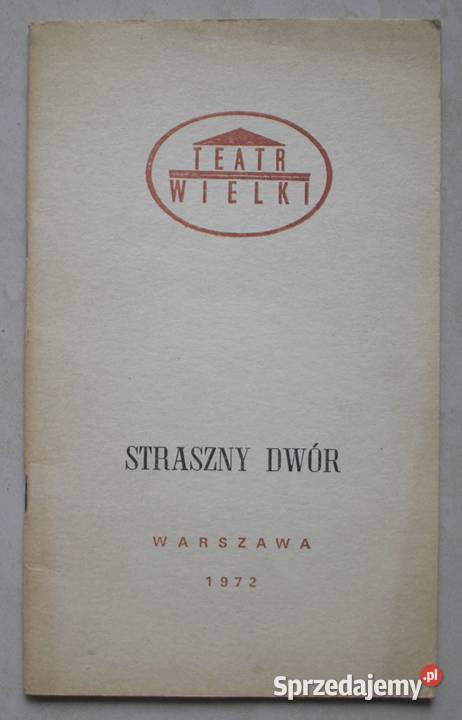 TEATR
WIELKI
STRASZNY DWÓR
WARSZAWA
1972
Sprzedajemy.pl